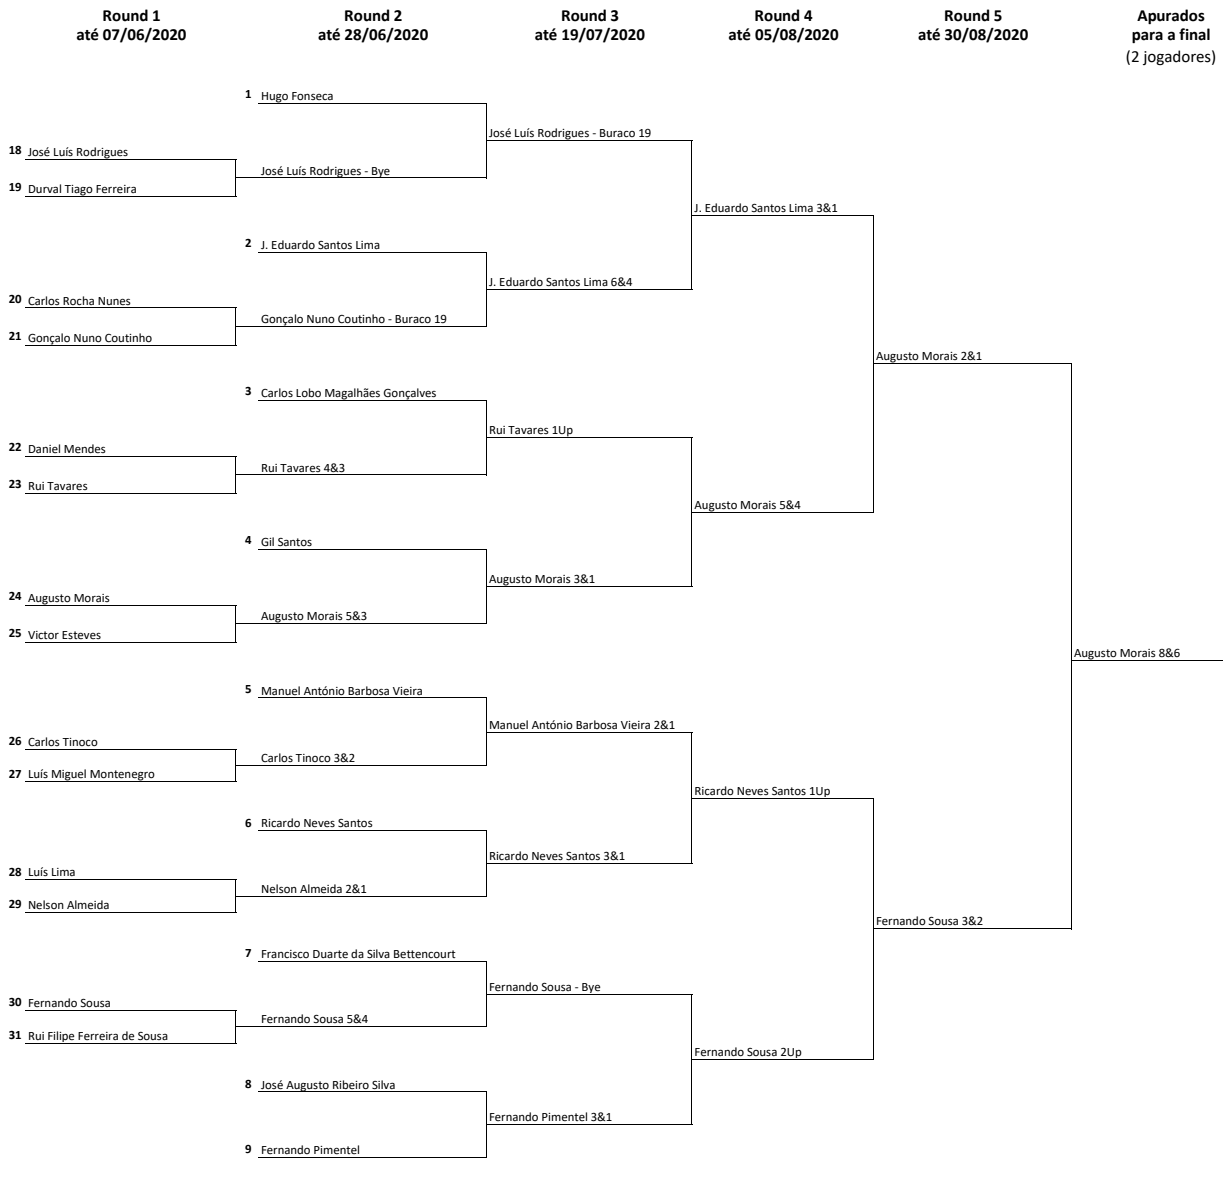 Round 1
até 07/06/2020
Round 2
até 28/06/2020
Round 3
até 19/07/2020
Round 4
até 05/08/2020
Round 5
até 30/08/2020
Apurados
para a final
(2 jogadores)
1 Hugo Fonseca
José Luís Rodrigues - Buraco 19
18 José Luís Rodrigues
José Luís Rodrigues - Bye
19 Durval Tiago Ferreira
J. Eduardo Santos Lima 3&1
2 J. Eduardo Santos Lima
J. Eduardo Santos Lima 6&4
20 Carlos Rocha Nunes
Gonçalo Nuno Coutinho - Buraco 19
21 Gonçalo Nuno Coutinho
Augusto Morais 2&1
3 Carlos Lobo Magalhães Gonçalves
Rui Tavares 1Up
22 Daniel Mendes
Rui Tavares 4&3
23 Rui Tavares
Augusto Morais 5&4
4 Gil Santos
Augusto Morais 3&1
24 Augusto Morais
Augusto Morais 5&3
25 Victor Esteves
Augusto Morais 8&6
5 Manuel António Barbosa Vieira
Manuel António Barbosa Vieira 2&1
26 Carlos Tinoco
Carlos Tinoco 3&2
27 Luís Miguel Montenegro
Ricardo Neves Santos 1Up
6 Ricardo Neves Santos
Ricardo Neves Santos 3&1
28 Luís Lima
Nelson Almeida 2&1
29 Nelson Almeida
Fernando Sousa 3&2
7 Francisco Duarte da Silva Bettencourt
Fernando Sousa - Bye
30 Fernando Sousa
Fernando Sousa 5&4
31 Rui Filipe Ferreira de Sousa
Fernando Sousa 2Up
8 José Augusto Ribeiro Silva
Fernando Pimentel 3&1
9 Fernando Pimentel